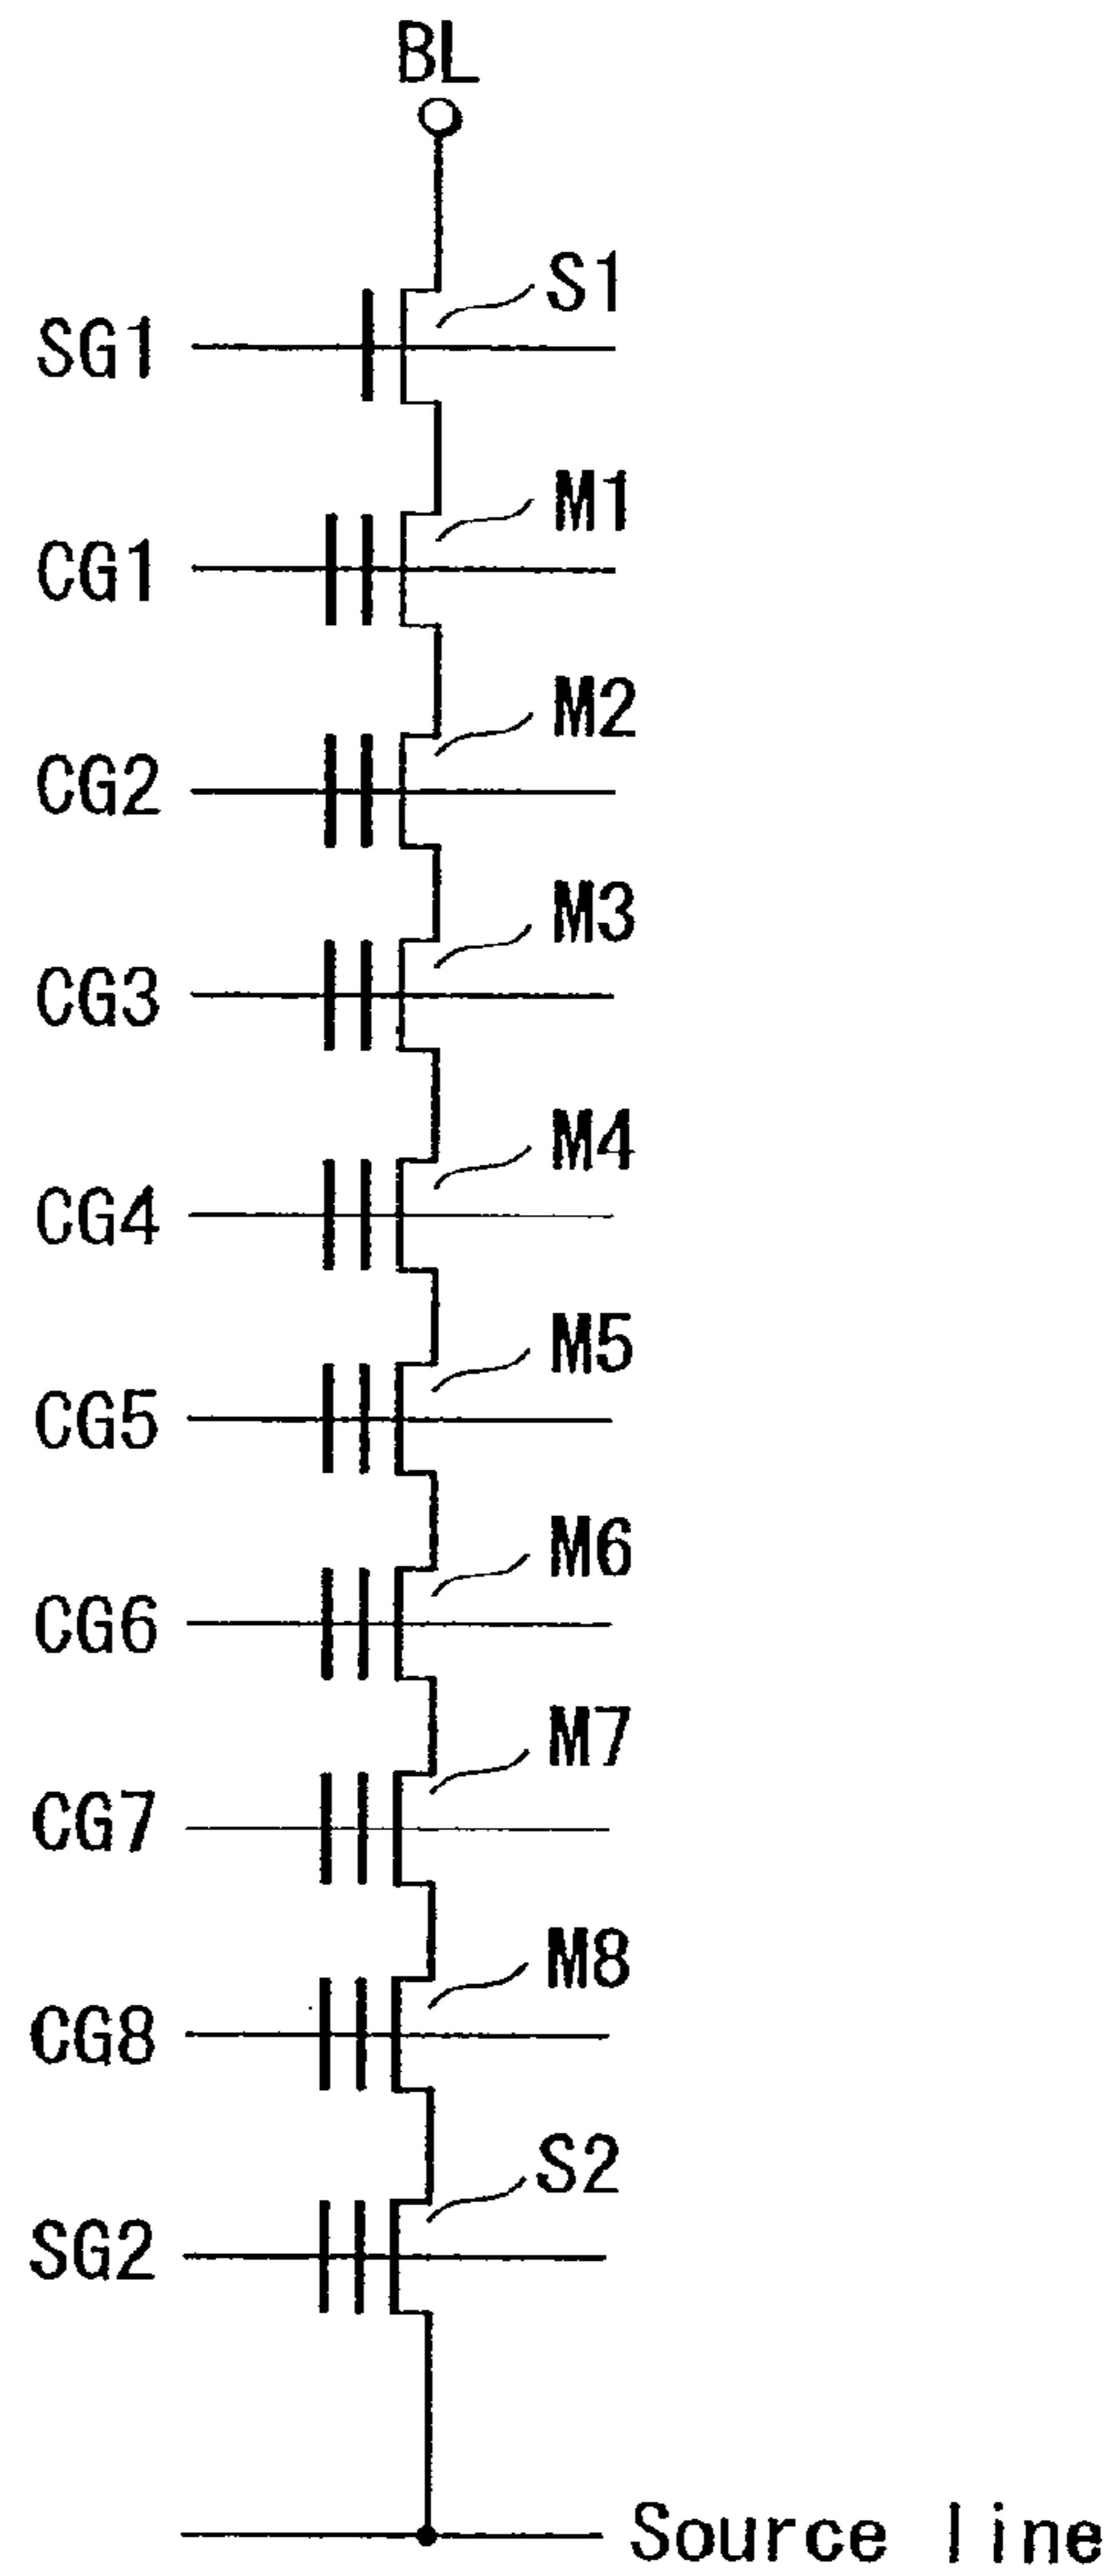 BL
S1
SG1
M1
CG1
M2
CG2
M3
CG3
M4
CG4
M5
CG5
M6
CG6
M7
CG7
M8
CG8
S2
SG2
Source line